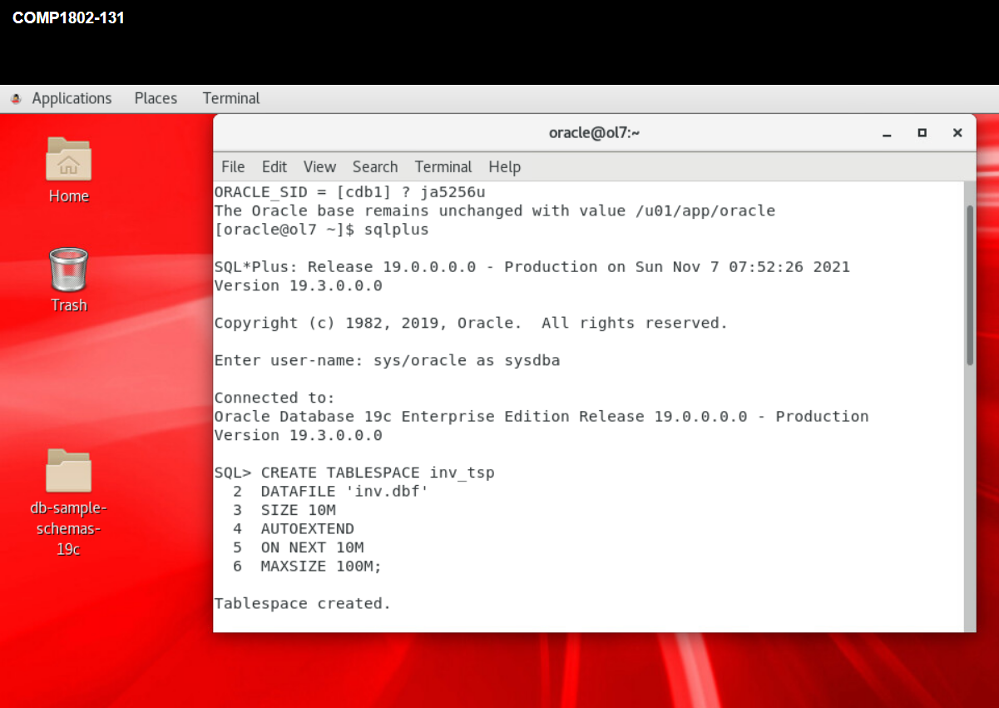 COMP1802-131
Applications Places Terminal
oracle@ol7:~
File Edit View Search Terminal Help
Home
Trash
db-sample-
schemas-
19c
ORACLE_SID = [cdb1] ? ja5256u
The Oracle base remains unchanged with value /u01/app/oracle
[oracle@ol7 ~]$ sqlplus
SQL*Plus: Release 19.0.0.0.0 - Production on Sun Nov 7 07:52:26 2021
Version 19.3.0.0.0
Copyright (c) 1982, 2019, Oracle.  All rights reserved.
Enter user-name: sys/oracle as sysdba
Connected to:
Oracle Database 19c Enterprise Edition Release 19.0.0.0.0 - Production
Version 19.3.0.0.0
SQL> CREATE TABLESPACE inv_tsp
  2  DATAFILE 'inv.dbf'
  3  SIZE 10M
  4  AUTOEXTEND
  5  ON NEXT 10M
  6  MAXSIZE 100M;
Tablespace created.